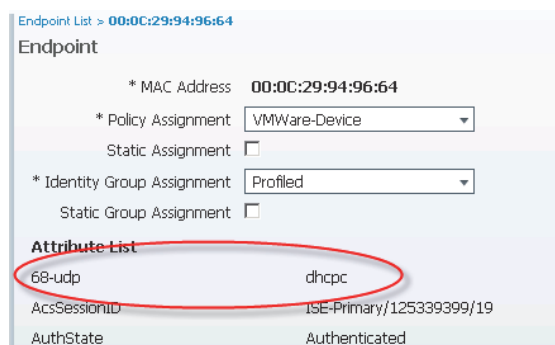 Endpoint List > 00:0C:29:94:96:64
Endpoint
* MAC Address 00:0C:29:94:96:64
* Policy Assignment VMWare-Device
Static Assignment
* Identity Group Assignment Profiled
Static Group Assignment
Attribute List
68-udp dhcpc
AcsSessionID ISE-Primary/125339399/19
AuthState Authenticated